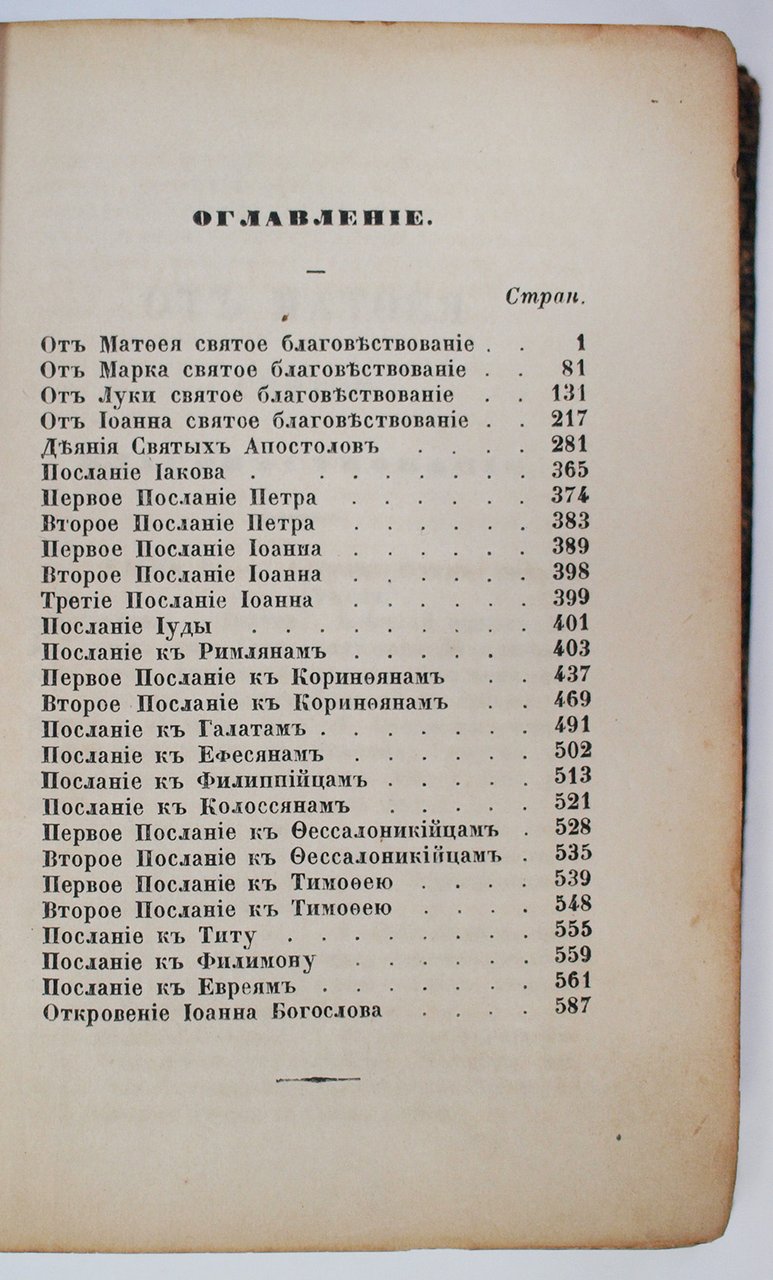 ОГЛАВЛЕНІЕ.
Стран.
Отъ Матѳея святое благовѣствованіе . . 1
Отъ Марка святое благовѣствованіе . . 81
Отъ Луки святое благовѣствованіе . . 131
Отъ Іоанна святое благовѣствованіе . . 217
Дѣянія Святыхъ Апостоловъ . . . . 281
Посланіе Іакова . . . . . . . . 365
Первое Посланіе Петра . . . . . . 374
Второе Посланіе Петра . . . . . . 383
Первое Посланіе Іоанна . . . . . . 389
Второе Посланіе Іоанна . . . . . . 398
Третіе Посланіе Іоанна . . . . . . 399
Посланіе Іуды . . . . . . . . . 401
Посланіе къ Римлянамъ . . . . . 403
Первое Посланіе къ Коринѳянамъ . . 437
Второе Посланіе къ Коринѳянамъ . . 469
Посланіе къ Галатамъ . . . . . . . 491
Посланіе къ Ефесянамъ . . . . . . 502
Посланіе къ Филиппійцамъ . . . . . 513
Посланіе къ Колоссянамъ . . . . . 521
Первое Посланіе къ Ѳессалоникійцамъ . 528
Второе Посланіе къ Ѳессалоникійцамъ . 535
Первое Посланіе къ Тимоѳею . . . . 539
Второе Посланіе къ Тимоѳею . . . . 548
Посланіе къ Титу . . . . . . . . 555
Посланіе къ Филимону . . . . . . 559
Посланіе къ Евреямъ . . . . . . . 561
Откровеніе Іоанна Богослова . . . . 587